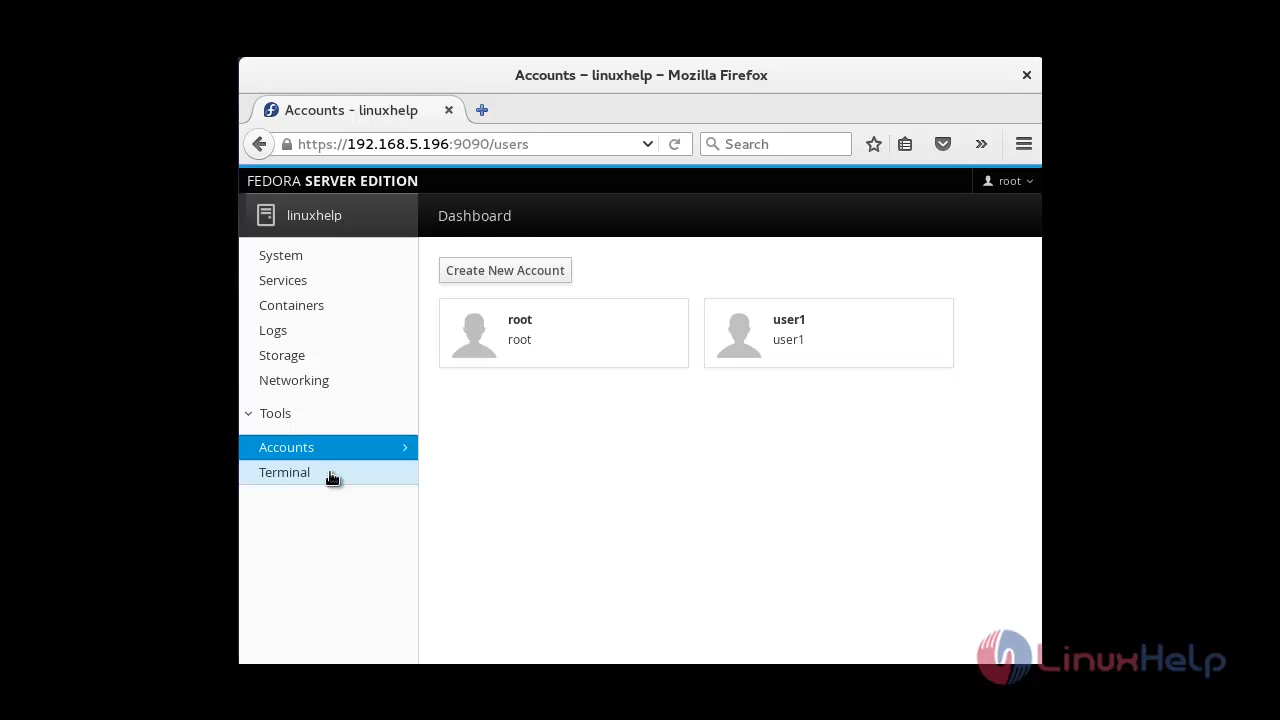 Accounts – linuxhelp – Mozilla Firefox
Accounts - linuxhelp
https://192.168.5.196:9090/users
Search
FEDORA SERVER EDITION
root
linuxhelp
Dashboard
System
Services
Containers
Logs
Storage
Networking
Tools
Accounts
Terminal
Create New Account
root
root
user1
user1
LinuxHelp